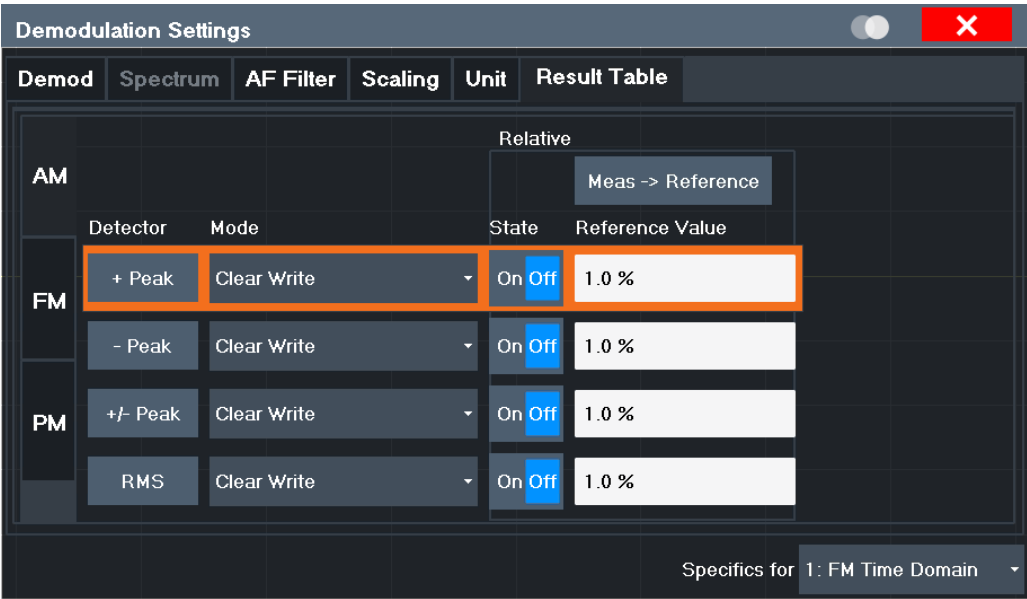 Demodulation Settings
Demod Spectrum AF Filter Scaling Unit Result Table
Relative
AM Meas -> Reference
Detector Mode State Reference Value
+ Peak Clear Write On Off 1.0 %
FM
- Peak Clear Write On Off 1.0 %
PM +/- Peak Clear Write On Off 1.0 %
RMS Clear Write On Off 1.0 %
Specifics for 1: FM Time Domain